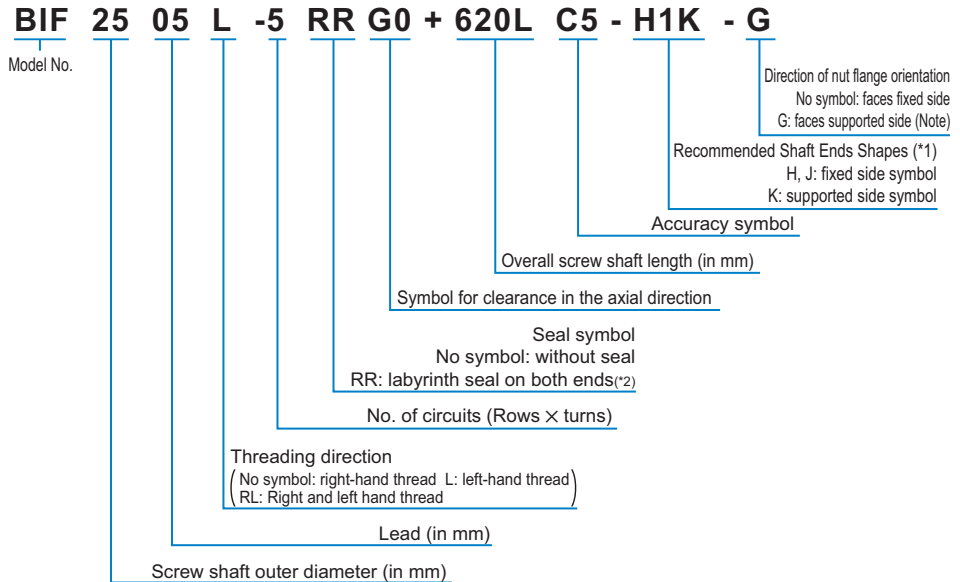 BIF 25 05 L -5 RR G0 + 620L C5 - H1K - G
Model No.
Direction of nut flange orientation
No symbol: faces fixed side
G: faces supported side (Note)
Recommended Shaft Ends Shapes (*1)
H, J: fixed side symbol
K: supported side symbol
Accuracy symbol
Overall screw shaft length (in mm)
Symbol for clearance in the axial direction
Seal symbol
No symbol: without seal
RR: labyrinth seal on both ends(*2)
No. of circuits (Rows × turns)
Threading direction
(No symbol: right-hand thread L: left-hand thread
RL: Right and left hand thread)
Lead (in mm)
Screw shaft outer diameter (in mm)